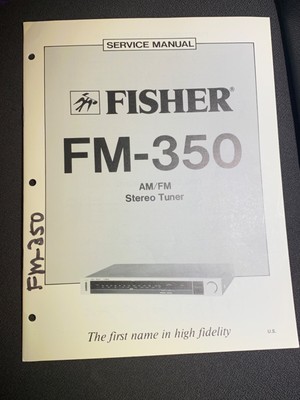 SERVICE MANUAL
FISHER®
FM-350
AM/FM
Stereo Tuner
FM-350
The first name in high fidelity
U.S.